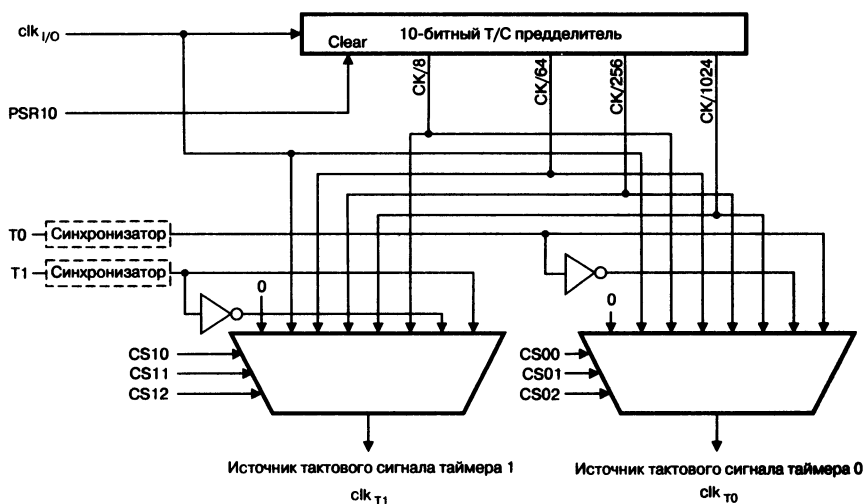 clk I/O
10-битный T/C предделитель
Clear
PSR10
CK/8
CK/64
CK/256
CK/1024
T0
Синхронизатор
T1
Синхронизатор
0
0
CS10
CS11
CS12
CS00
CS01
CS02
Источник тактового сигнала таймера 1
clk T1
Источник тактового сигнала таймера 0
clk T0